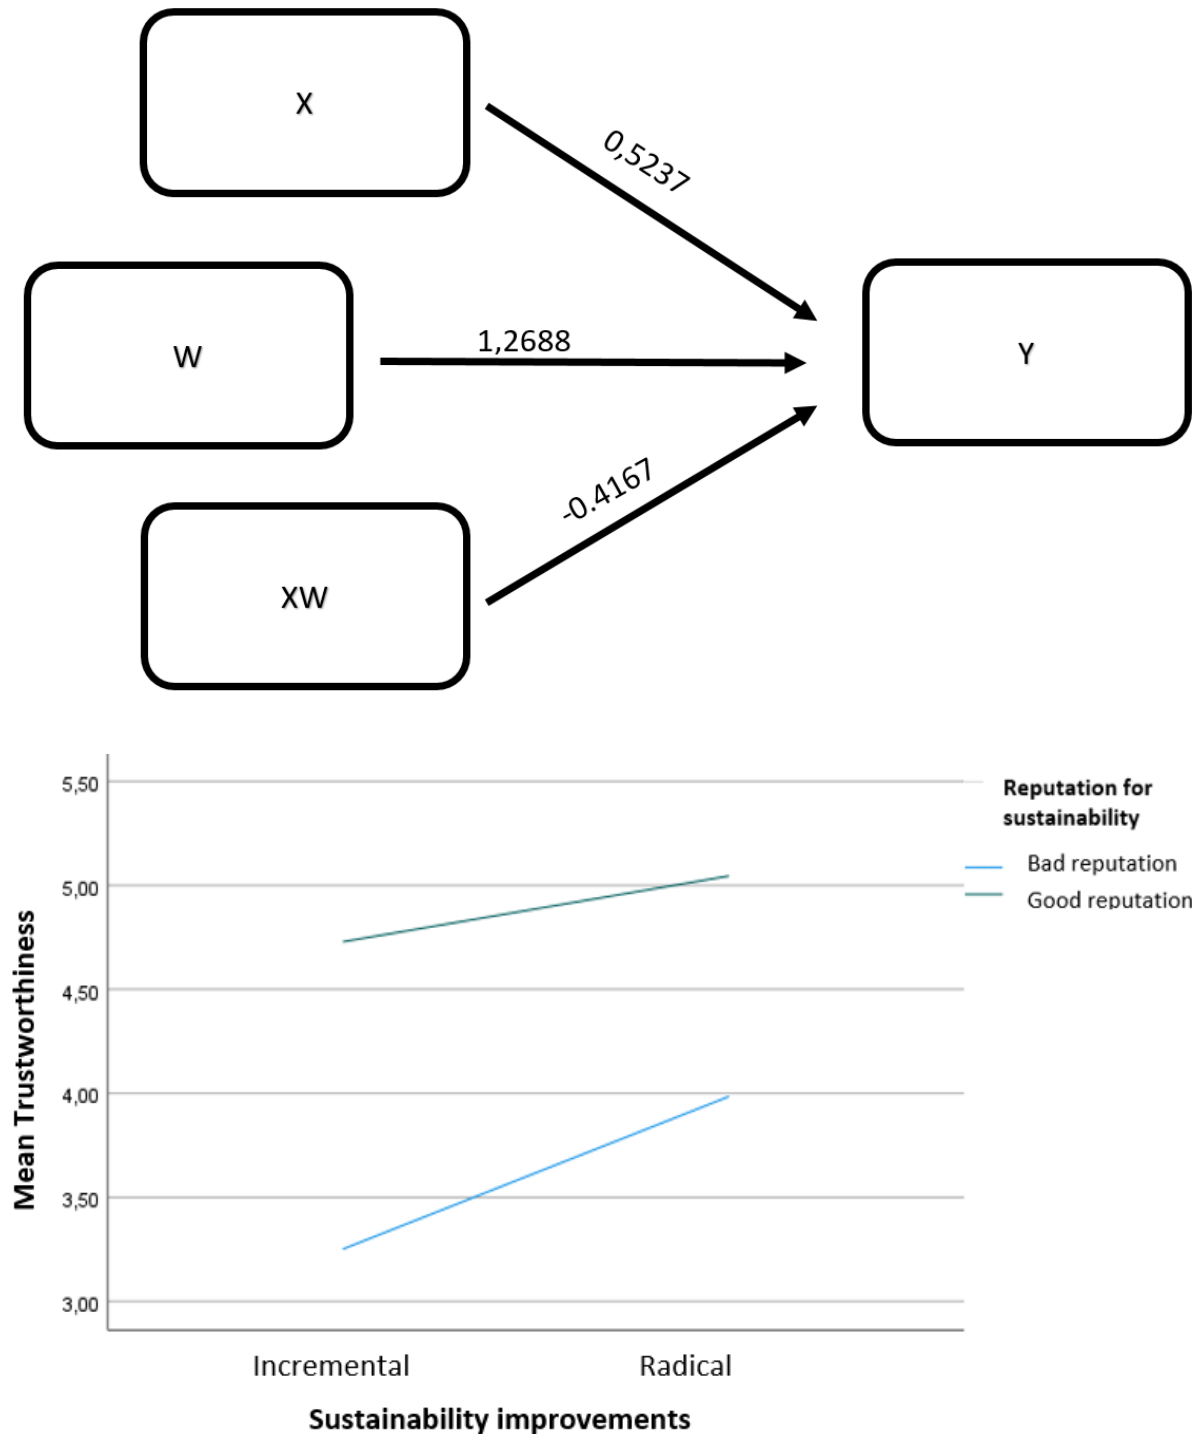 X
0,5237
W
1,2688
Y
-0.4167
XW
5,50
5,00
4,50
4,00
3,50
3,00
Mean Trustworthiness
Reputation for
sustainability
Bad reputation
Good reputation
Incremental
Radical
Sustainability improvements